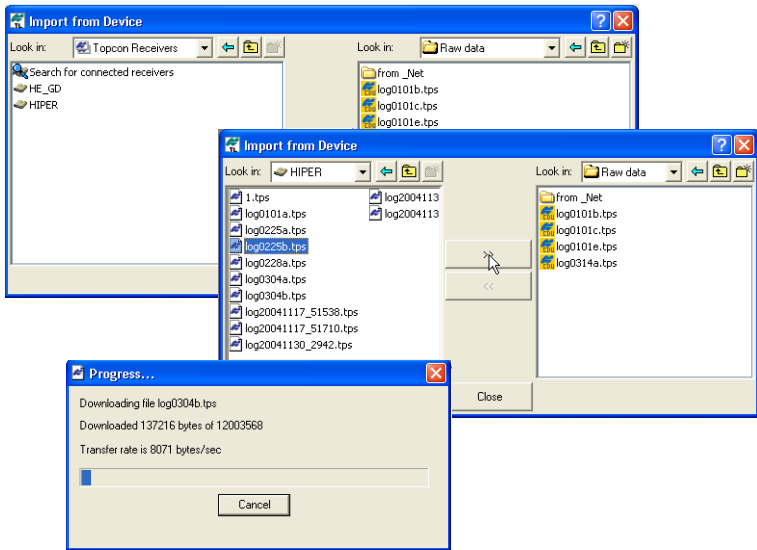 Import from Device
Look in: Topcon Receivers
Look in: Raw data
Search for connected receivers
HE_GD
HIPER
from _Net
log0101b.tps
log0101c.tps
log0101e.tps
TL Import from Device
Look in: HIPER
Look in: Raw data
1.tps
log0101a.tps
log0225a.tps
log0225b.tps
log0228a.tps
log0304a.tps
log0304b.tps
log20041117_51538.tps
log20041117_51710.tps
log20041130_2942.tps
log2004113
log2004113
>>
<<
from _Net
log0101b.tps
log0101c.tps
log0101e.tps
log0314a.tps
Close
Progress...
Downloading file log0304b.tps
Downloaded 137216 bytes of 12003568
Transfer rate is 8071 bytes/sec
Cancel